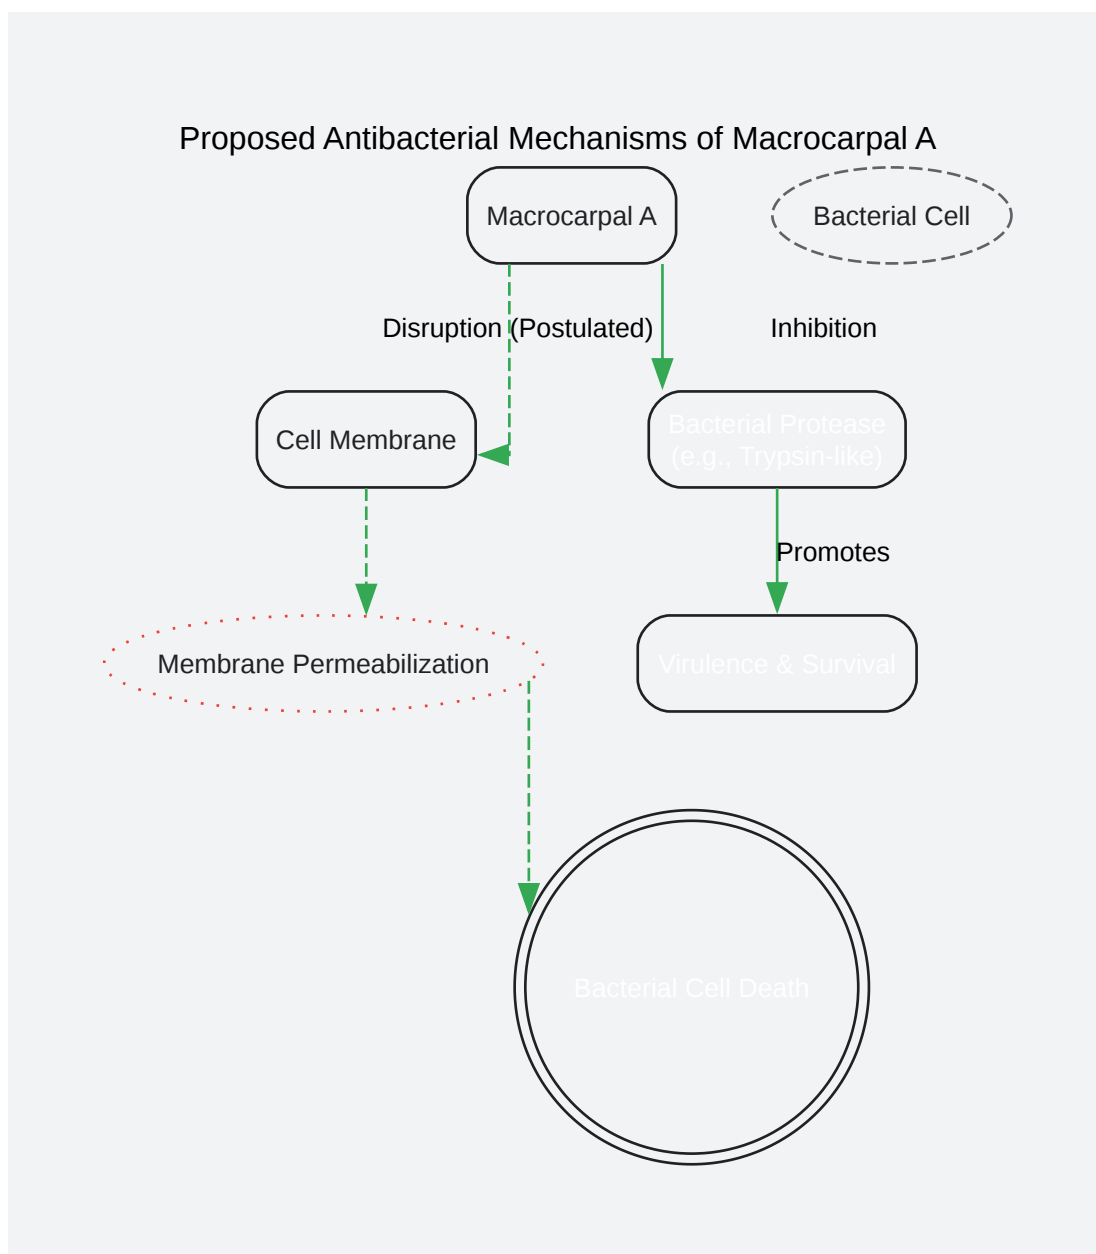 Proposed Antibacterial Mechanisms of Macrocarpal A
Macrocarpal A
Bacterial Cell
Disruption (Postulated)
Inhibition
Cell Membrane
Bacterial Protease
(e.g., Trypsin-like)
Promotes
Membrane Permeabilization
Virulence & Survival
Bacterial Cell Death